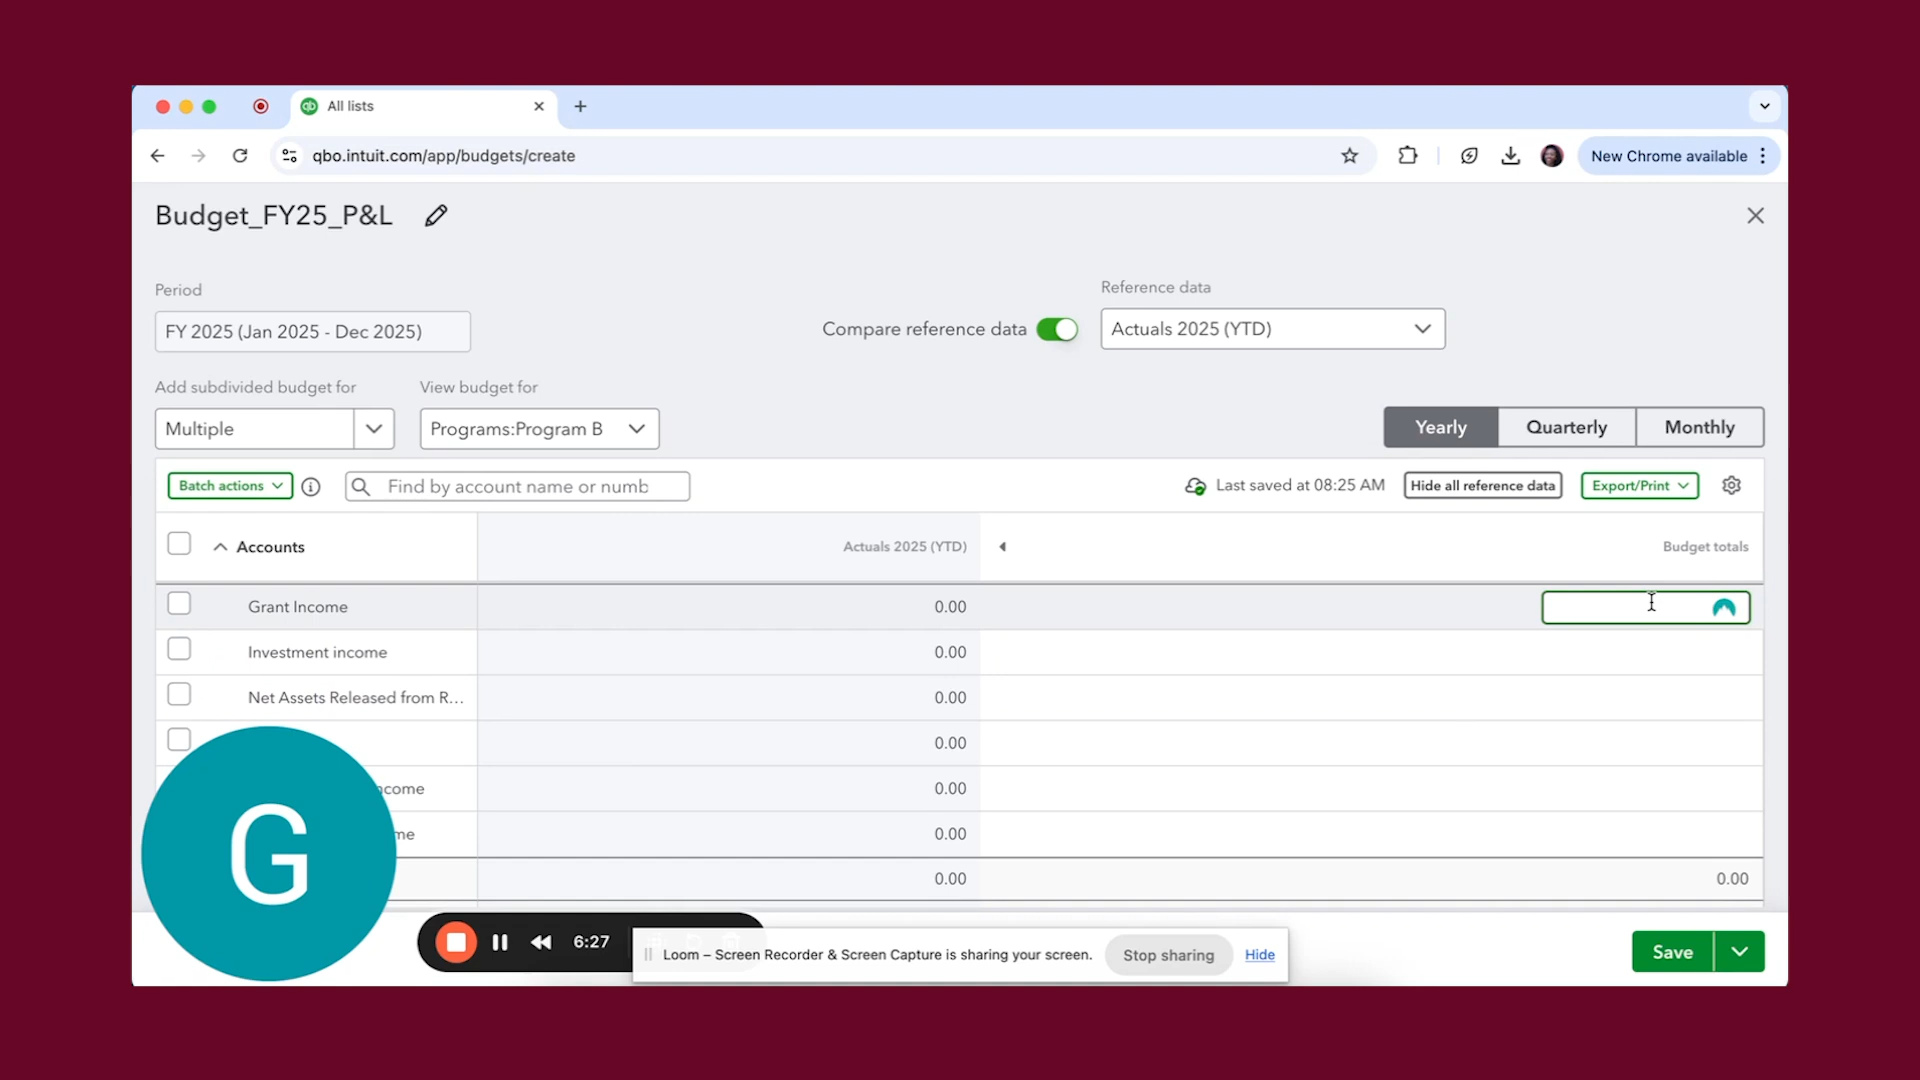 All lists
qbo.intuit.com/app/budgets/create
New Chrome available
Budget_FY25_P&L
Period
Reference data
FY 2025 (Jan 2025 - Dec 2025)
Compare reference data
Actuals 2025 (YTD)
Add subdivided budget for
View budget for
Multiple
Programs:Program B
Yearly
Quarterly
Monthly
Batch actions
Find by account name or numb
Last saved at 08:25 AM
Hide all reference data
Export/Print
Accounts
Actuals 2025 (YTD)
Budget totals
Grant Income
0.00
Investment income
0.00
Net Assets Released from R...
0.00
0.00
ncome
0.00
me
0.00
0.00
0.00
G
6:27
Loom – Screen Recorder & Screen Capture is sharing your screen.
Stop sharing
Hide
Save